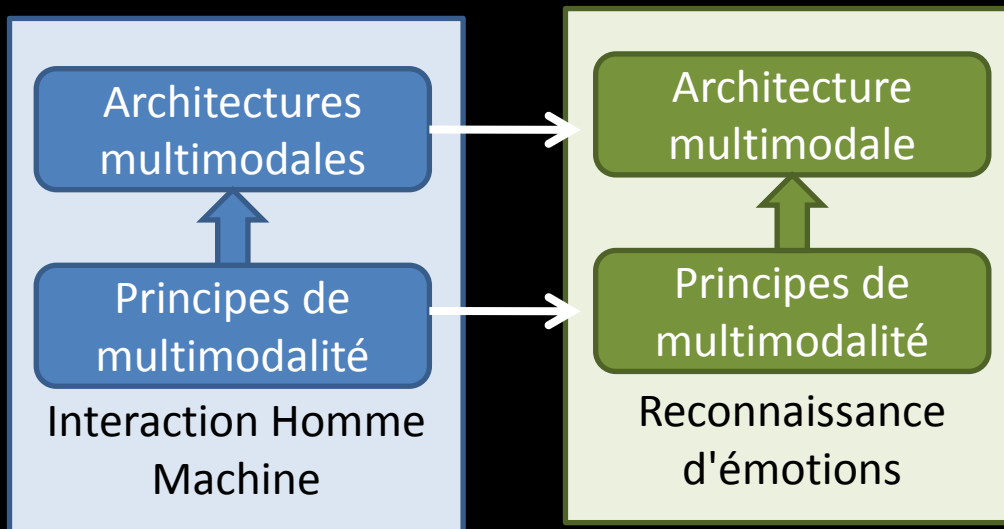 Architectures
multimodales
Principes de
multimodalité
Interaction Homme
Machine
Architecture
multimodale
Principes de
multimodalité
Reconnaissance
d'émotions